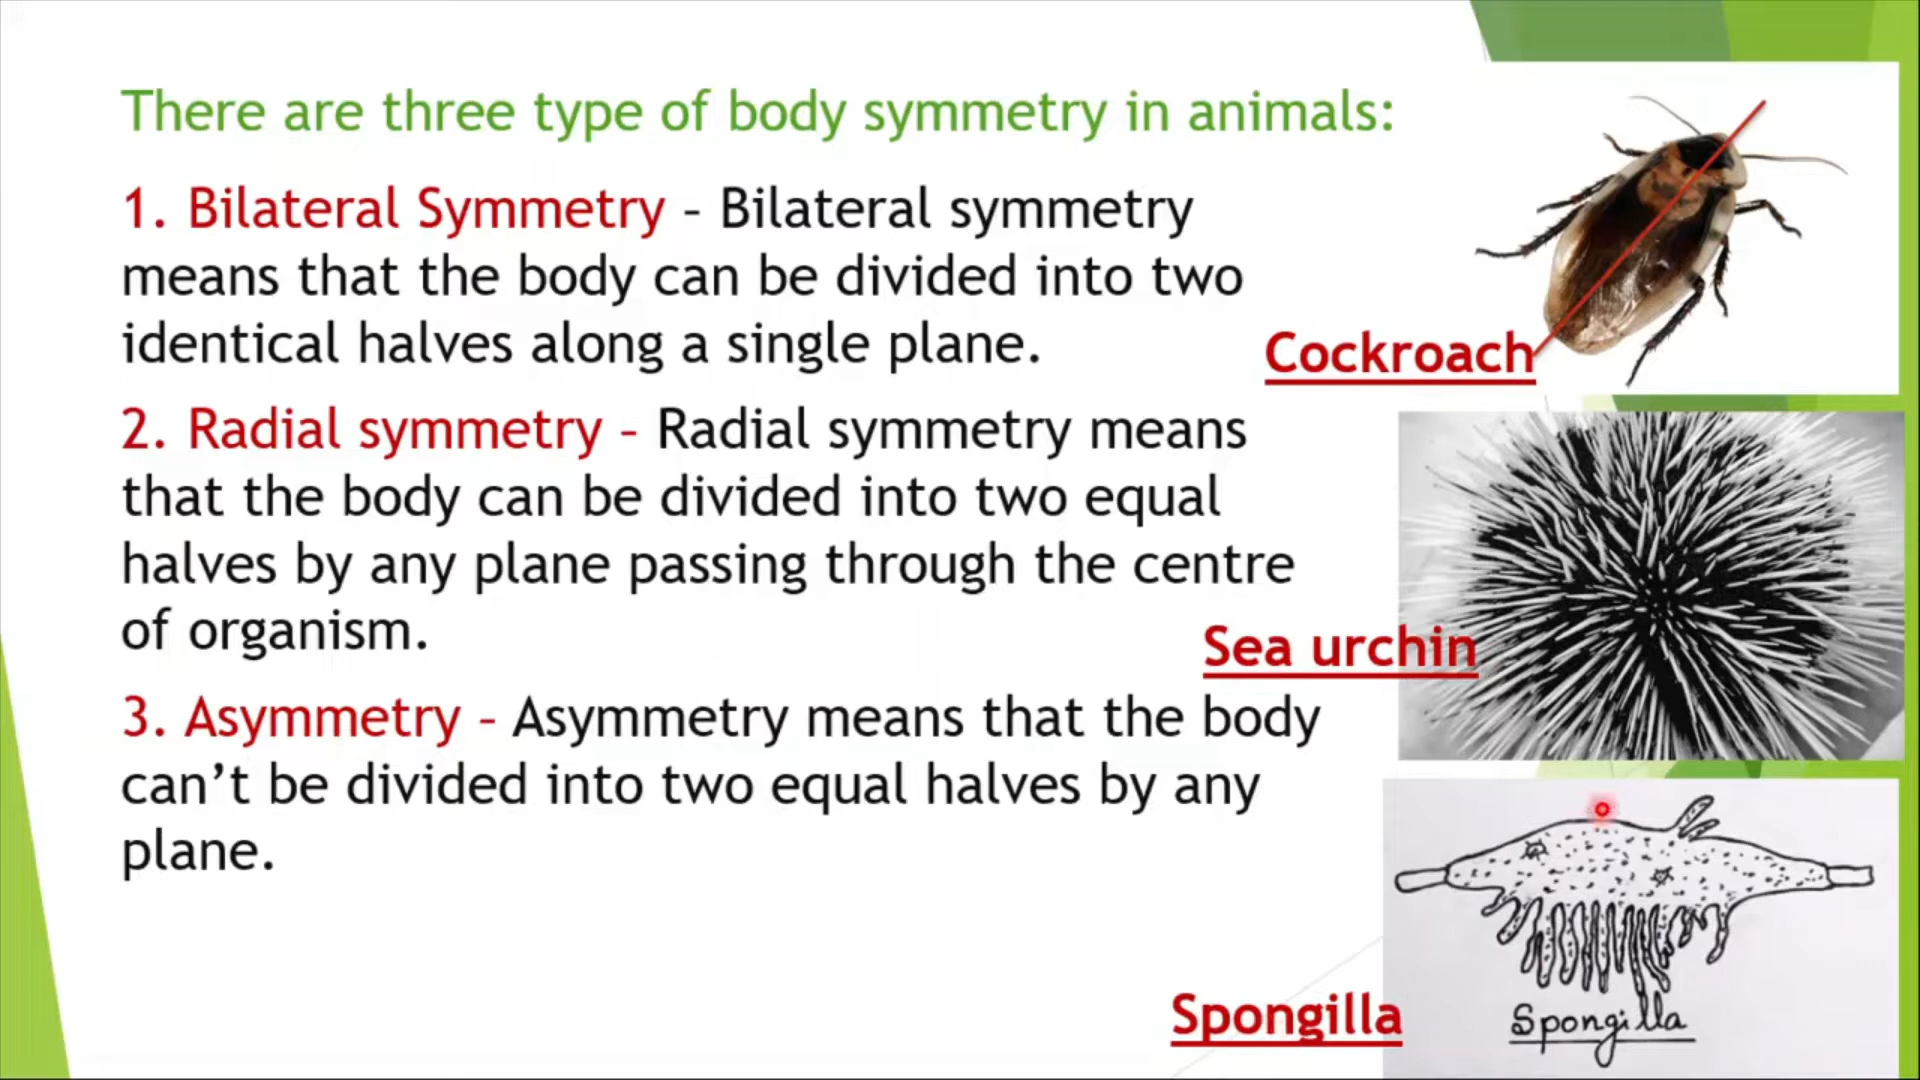 There are three type of body symmetry in animals:
1. Bilateral Symmetry – Bilateral symmetry
means that the body can be divided into two
identical halves along a single plane.
Cockroach
2. Radial symmetry – Radial symmetry means
that the body can be divided into two equal
halves by any plane passing through the centre
of organism.
Sea urchin
3. Asymmetry – Asymmetry means that the body
can’t be divided into two equal halves by any
plane.
Spongilla
Spongilla